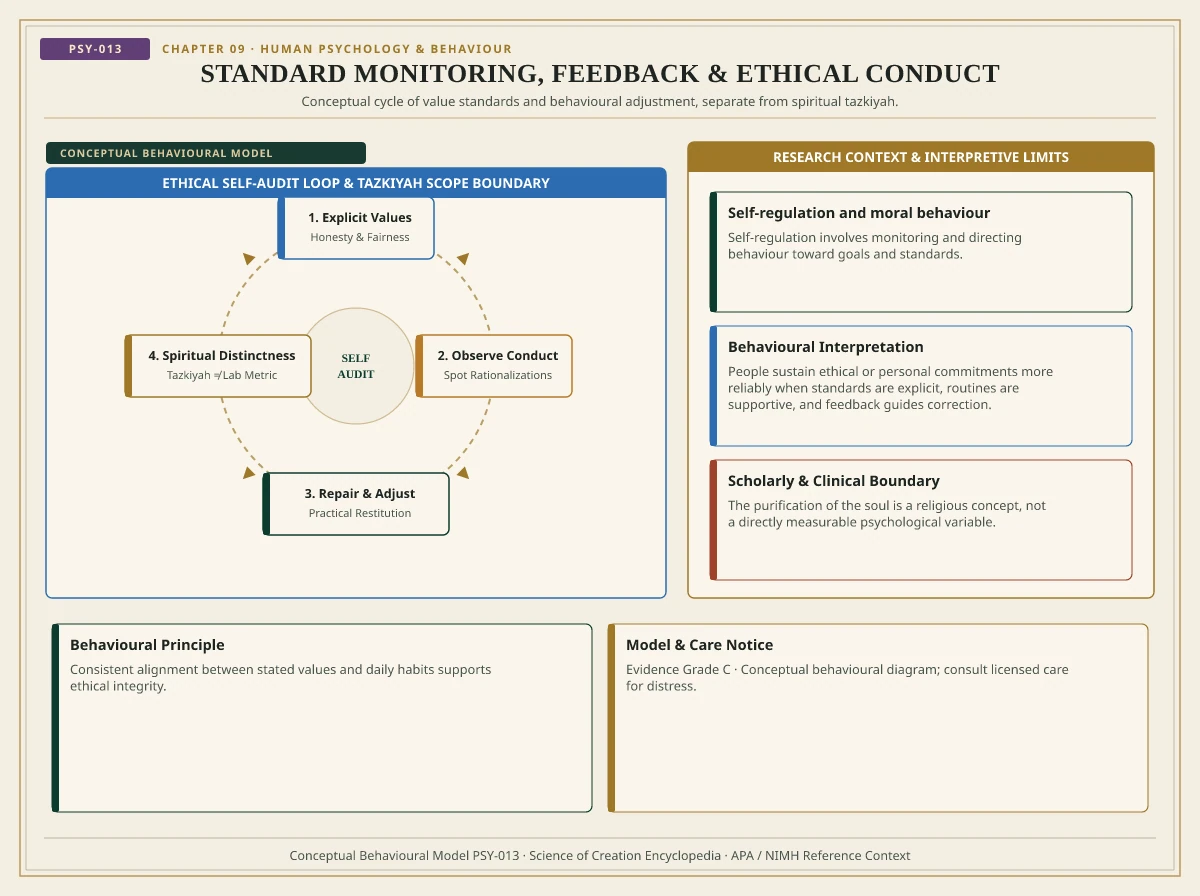 PSY-013
CHAPTER 09 · HUMAN PSYCHOLOGY & BEHAVIOUR
STANDARD MONITORING, FEEDBACK & ETHICAL CONDUCT
Conceptual cycle of value standards and behavioural adjustment, separate from spiritual tazkiyah.
CONCEPTUAL BEHAVIOURAL MODEL
ETHICAL SELF-AUDIT LOOP & TAZKIYAH SCOPE BOUNDARY
1. Explicit Values
Honesty & Fairness
4. Spiritual Distinctness
Tazkiyah ≠ Lab Metric
SELF
AUDIT
2. Observe Conduct
Spot Rationalizations
3. Repair & Adjust
Practical Restitution
RESEARCH CONTEXT & INTERPRETIVE LIMITS
Self-regulation and moral behaviour
Self-regulation involves monitoring and directing
behaviour toward goals and standards.
Behavioural Interpretation
People sustain ethical or personal commitments more
reliably when standards are explicit, routines are
supportive, and feedback guides correction.
Scholarly & Clinical Boundary
The purification of the soul is a religious concept, not
a directly measurable psychological variable.
Behavioural Principle
Consistent alignment between stated values and daily habits supports
ethical integrity.
Model & Care Notice
Evidence Grade C · Conceptual behavioural diagram; consult licensed care
for distress.
Conceptual Behavioural Model PSY-013 · Science of Creation Encyclopedia · APA / NIMH Reference Context